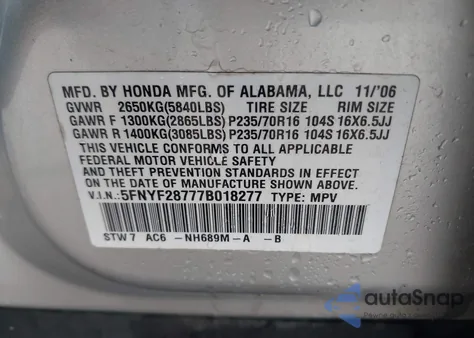 MFD. BY HONDA MFG. OF ALABAMA, LLC 11/'06
GVWR 2650KG(5840LBS) TIRE SIZE RIM SIZE
GAWR F 1300KG(2865LBS) P235/70R16 104S 16X6.5JJ
GAWR R 1400KG(3085LBS) P235/70R16 104S 16X6.5JJ
THIS VEHICLE CONFORMS TO ALL APPLICABLE
FEDERAL MOTOR VEHICLE SAFETY
AND THEFT PREVENTION STANDARDS IN EFFECT
ON THE DATE OF MANUFACTURE SHOWN ABOVE.
V.I.N.: 5FNYF28777B018277 TYPE: MPV
STW7 AC6 -NH689M-A -B
autoSnap